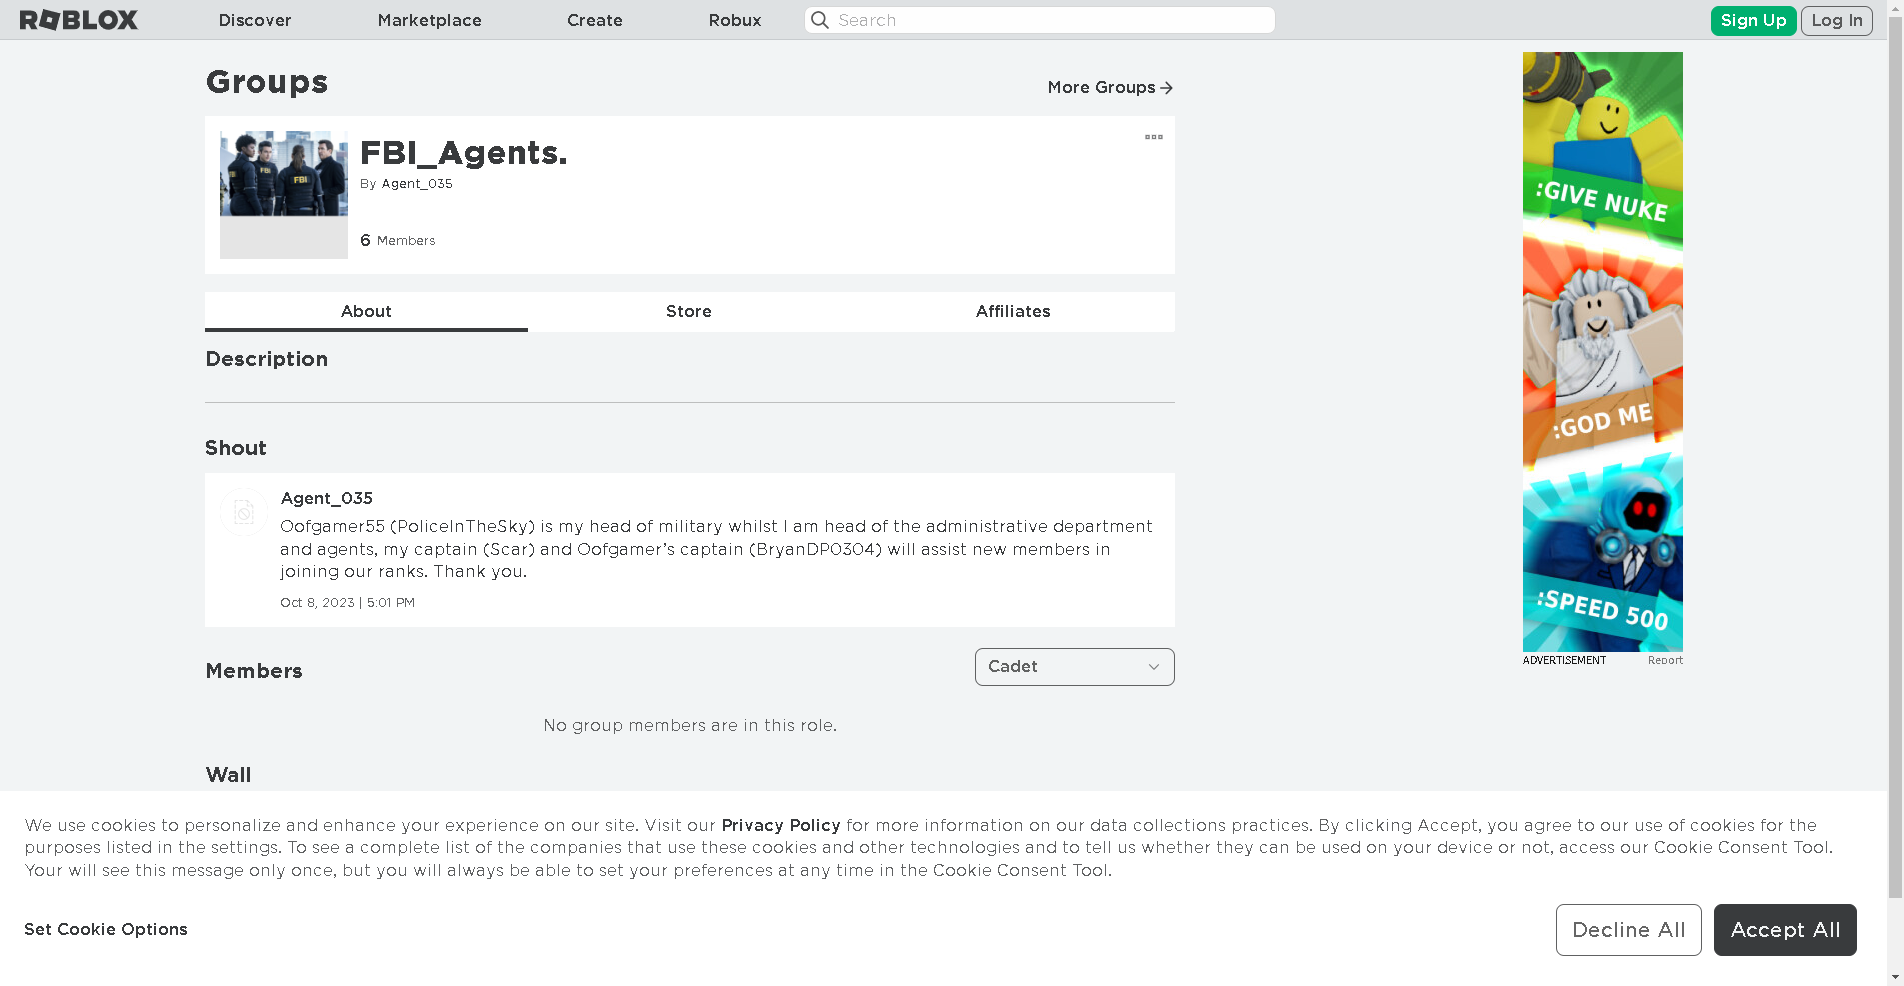 ROBLOX
Discover
Marketplace
Create
Robux
Search
Sign Up
Log In
Groups
More Groups
FBI_Agents.
By Agent_035
6 Members
FBI
FBI
About
Store
Affiliates
Description
Shout
Agent_035
Oofgamer55 (PoliceInTheSky) is my head of military whilst I am head of the administrative department
and agents, my captain (Scar) and Oofgamer’s captain (BryanDP0304) will assist new members in
joining our ranks. Thank you.
Oct 8, 2023 | 5:01 PM
Members
Cadet
No group members are in this role.
Wall
:GIVE NUKE
:GOD ME
:SPEED 500
ADVERTISEMENT
Report
We use cookies to personalize and enhance your experience on our site. Visit our Privacy Policy for more information on our data collections practices. By clicking Accept, you agree to our use of cookies for the
purposes listed in the settings. To see a complete list of the companies that use these cookies and other technologies and to tell us whether they can be used on your device or not, access our Cookie Consent Tool.
Your will see this message only once, but you will always be able to set your preferences at any time in the Cookie Consent Tool.
Set Cookie Options
Decline All
Accept All